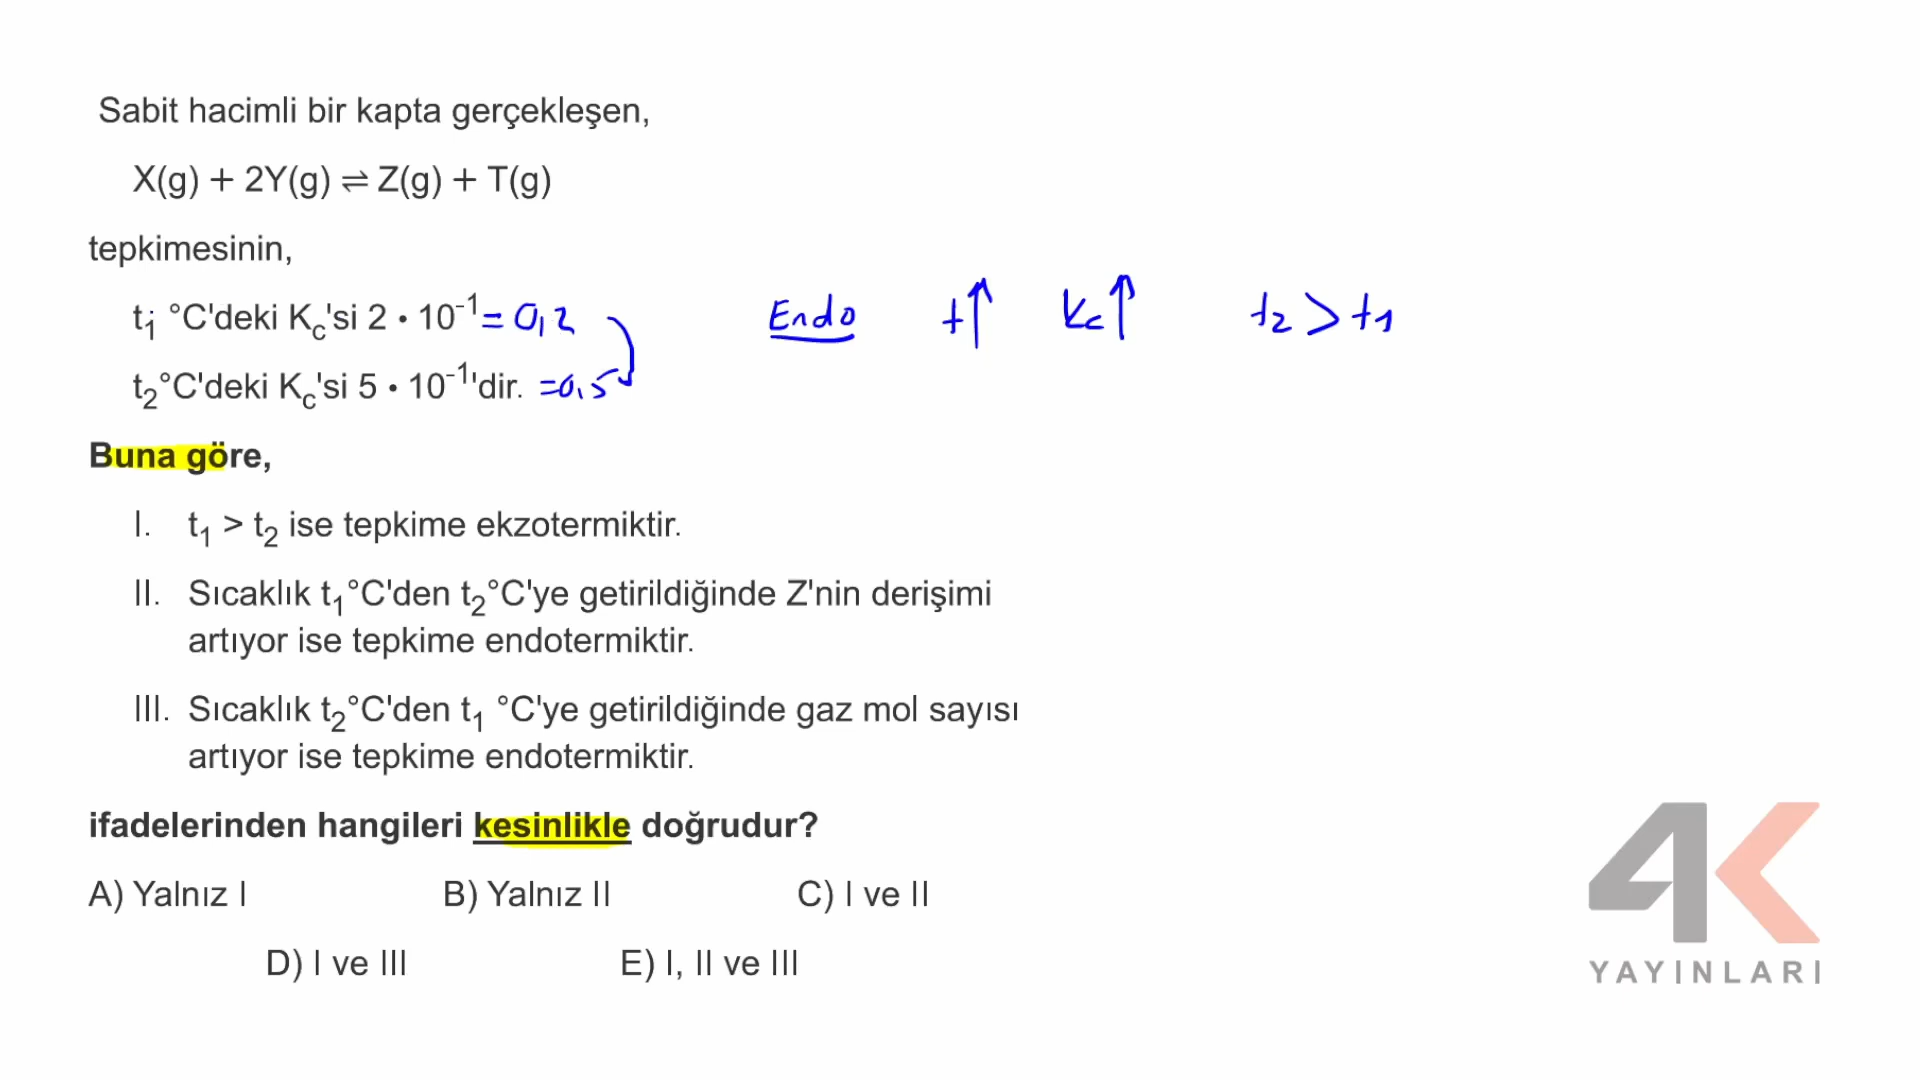 Sabit hacimli bir kapta gerçekleşen,
X(g) + 2Y(g) ⇌ Z(g) + T(g)
tepkimesinin,
t₁ °C'deki K꜀'si 2 • 10⁻¹ = 0,2 Endo t↑ Kc↑ t₂ > t₁
t₂°C'deki K꜀'si 5 • 10⁻¹'dir. = 0,5
Buna göre,
I. t₁ > t₂ ise tepkime ekzotermiktir.
II. Sıcaklık t₁°C'den t₂°C'ye getirildiğinde Z'nin derişimi
artıyor ise tepkime endotermiktir.
III. Sıcaklık t₂°C'den t₁ °C'ye getirildiğinde gaz mol sayısı
artıyor ise tepkime endotermiktir.
ifadelerinden hangileri kesinlikle doğrudur?
A) Yalnız I B) Yalnız II C) I ve II
D) I ve III E) I, II ve III
4K
YAYINLARI